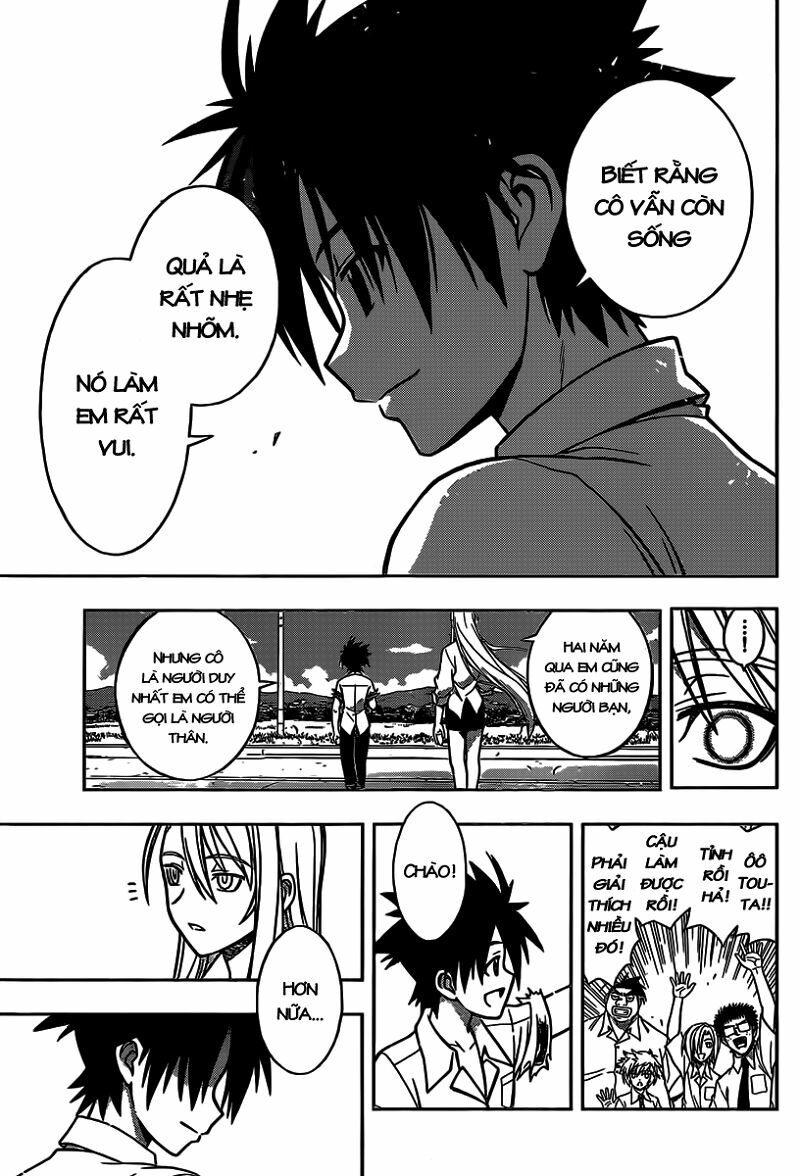 BIẾT RẰNG
CÔ VẪN CÒN
SỐNG
QUẢ LÀ
RẤT NHẸ
NHÕM.
NÓ LÀM
EM RẤT
VUI.
...!
HAI NĂM
QUA EM CŨNG
ĐÃ CÓ NHỮNG
NGƯỜI BẠN,
NHƯNG CÔ
LÀ NGƯỜI DUY
NHẤT EM CÓ THỂ
GỌI LÀ NGƯỜI
THÂN.
ÔÔ
TOU-
TA!!
TỈNH
RỒI
HẢ!
CẬU
LÀM
ĐƯỢC
RỒI!
PHẢI
GIẢI
THÍCH
NHIỀU
ĐÓ!
CHÀO!
HƠN
NỮA...